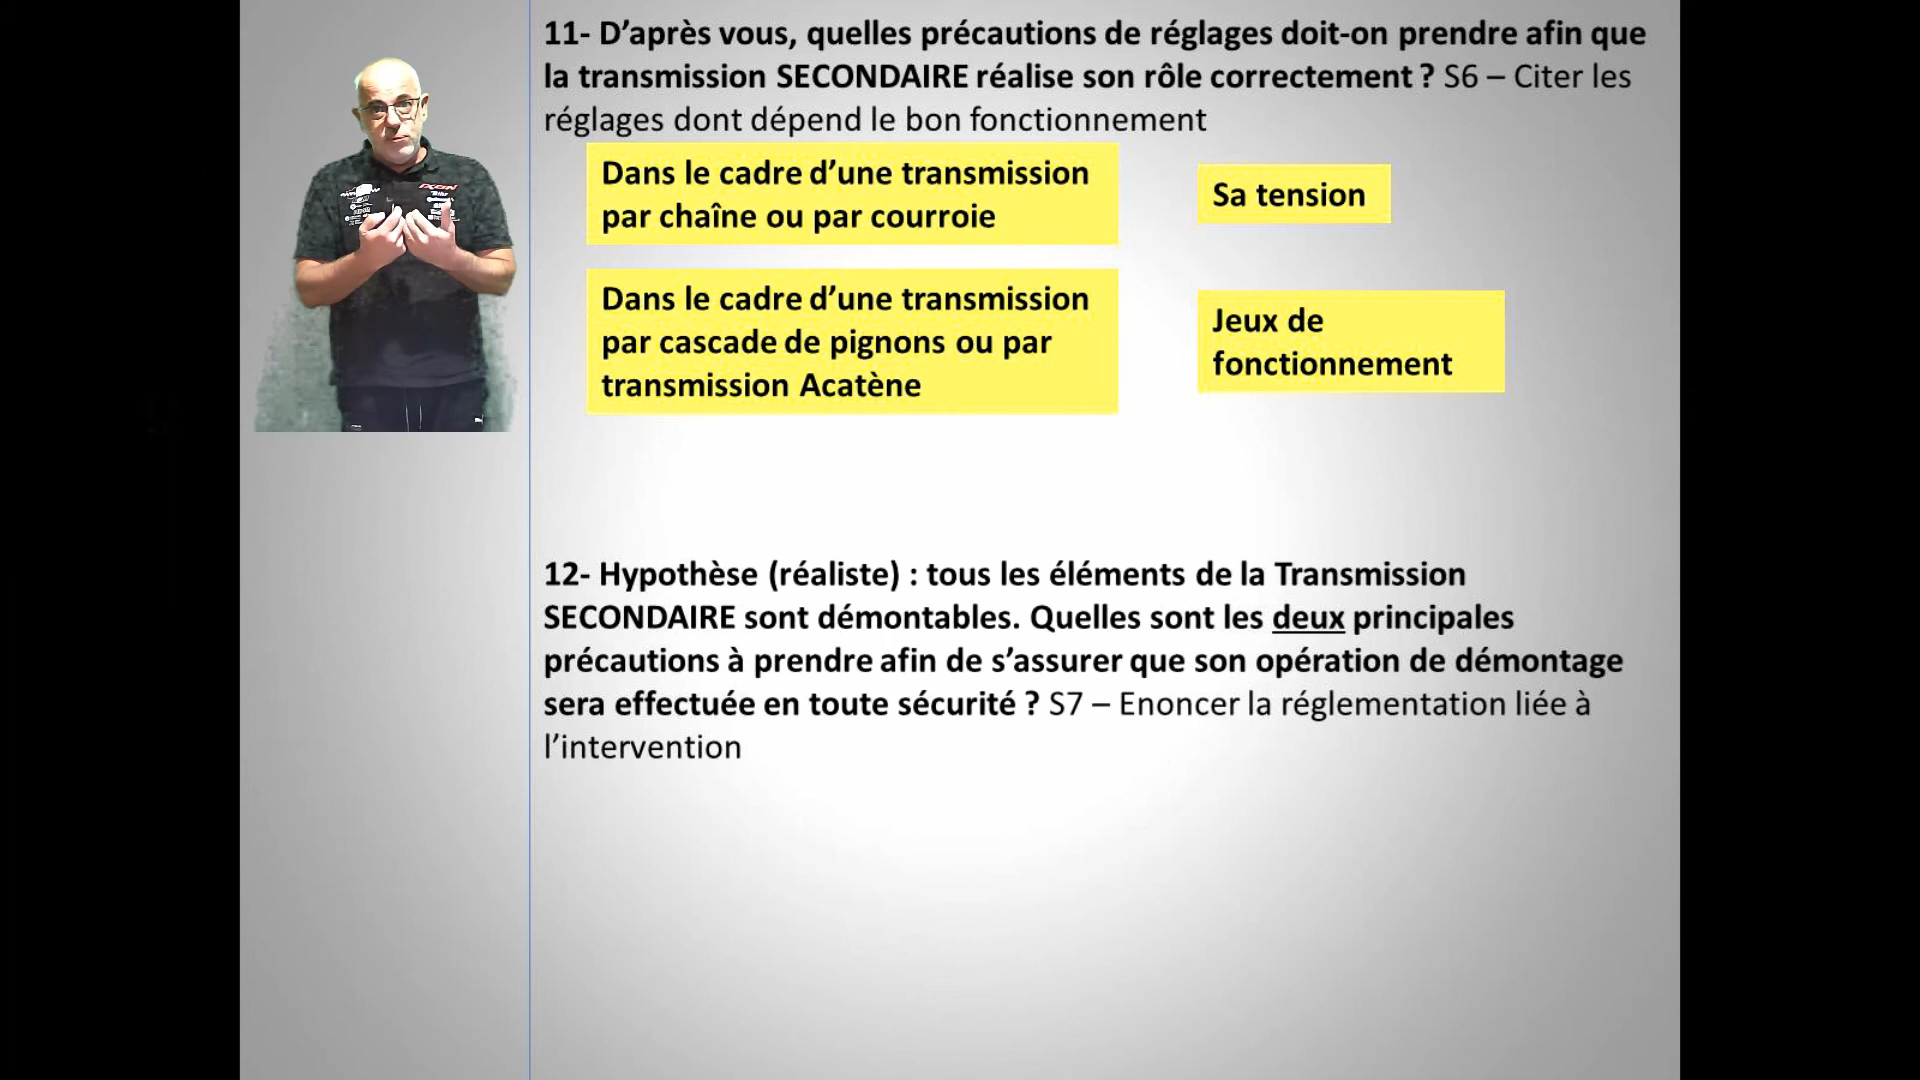 11- D’après vous, quelles précautions de réglages doit-on prendre afin que
la transmission SECONDAIRE réalise son rôle correctement ? S6 – Citer les
réglages dont dépend le bon fonctionnement
Dans le cadre d’une transmission
par chaîne ou par courroie
Sa tension
Dans le cadre d’une transmission
par cascade de pignons ou par
transmission Acatène
Jeux de
fonctionnement
12- Hypothèse (réaliste) : tous les éléments de la Transmission
SECONDAIRE sont démontables. Quelles sont les deux principales
précautions à prendre afin de s’assurer que son opération de démontage
sera effectuée en toute sécurité ? S7 – Enoncer la réglementation liée à
l’intervention